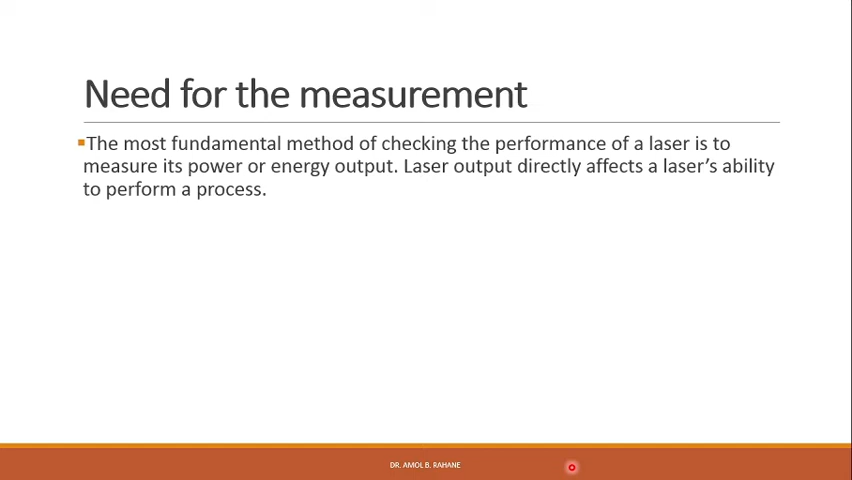 Need for the measurement
The most fundamental method of checking the performance of a laser is to
measure its power or energy output. Laser output directly affects a laser’s ability
to perform a process.
DR. AMOL B. RAHANE